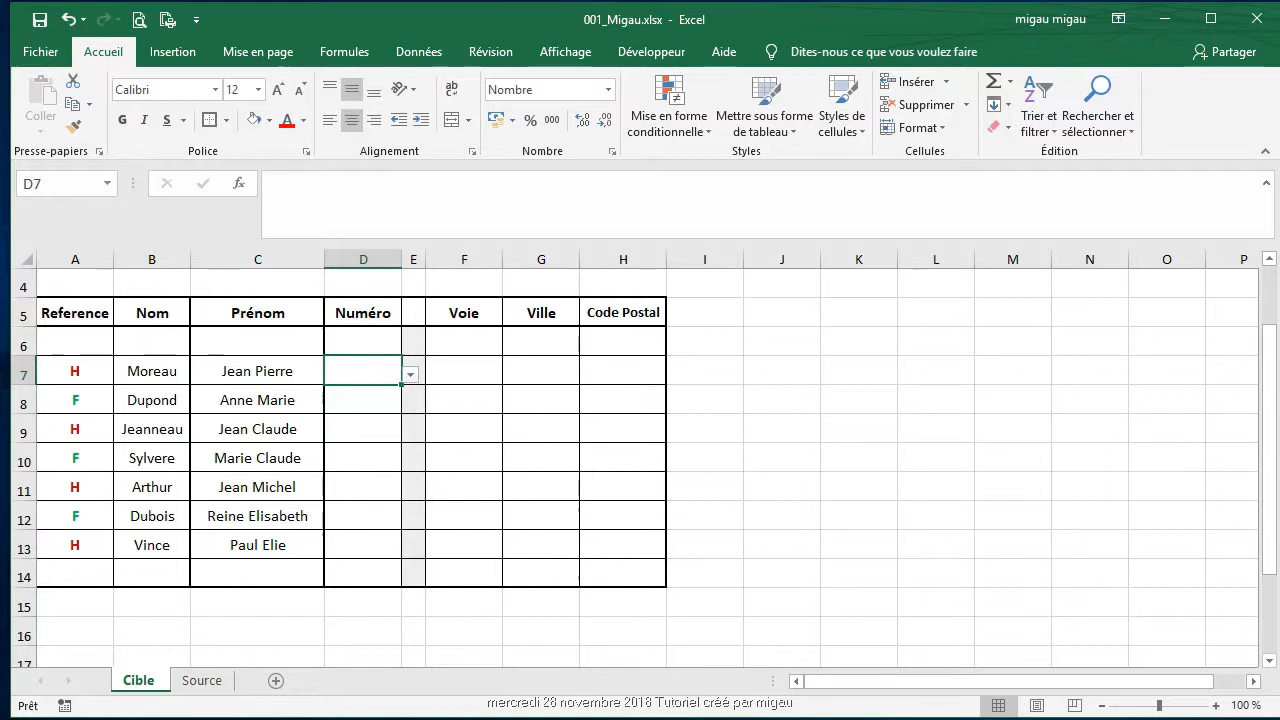 001_Migau.xlsx - Excel
migau migau
Fichier Accueil Insertion Mise en page Formules Données Révision Affichage Développeur Aide Dites-nous ce que vous voulez faire Partager
Coller
Presse-papiers
Calibri 12
G I S A
Police
Alignement
Nombre
% 000
Nombre
Mise en forme conditionnelle
Mettre sous forme de tableau
Styles de cellules
Styles
Insérer
Supprimer
Format
Cellules
Trier et filtrer
Rechercher et sélectionner
Édition
D7 fx
A B C D E F G H I J K L M N O P
4
5 Reference Nom Prénom Numéro Voie Ville Code Postal
6
7 H Moreau Jean Pierre
8 F Dupond Anne Marie
9 H Jeanneau Jean Claude
10 F Sylvere Marie Claude
11 H Arthur Jean Michel
12 F Dubois Reine Elisabeth
13 H Vince Paul Elie
14
15
16
17
Cible Source
Prêt
mercredi 28 novembre 2018 Tutoriel créé par migau
100 %